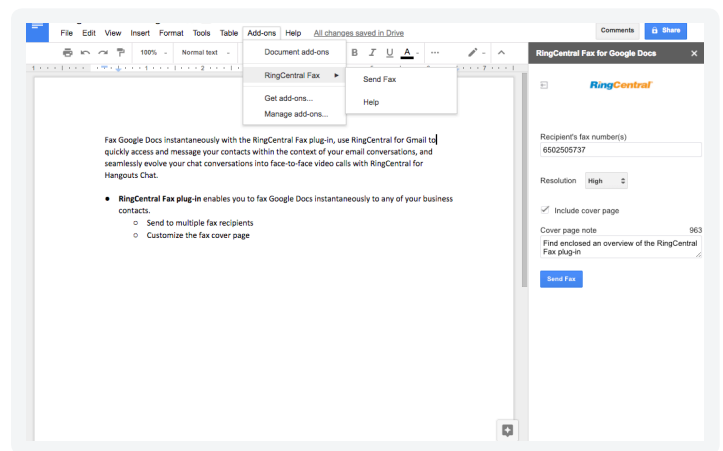 File Edit View Insert Format Tools Table Add-ons Help All changes saved in Drive
Comments
Share
100% Normal text
B I U A
Document add-ons
RingCentral Fax
Get add-ons...
Manage add-ons...
Send Fax
Help
Fax Google Docs instantaneously with the RingCentral Fax plug-in, use RingCentral for Gmail to
quickly access and message your contacts within the context of your email conversations, and
seamlessly evolve your chat conversations into face-to-face video calls with RingCentral for
Hangouts Chat.
● RingCentral Fax plug-in enables you to fax Google Docs instantaneously to any of your business
contacts.
○ Send to multiple fax recipients
○ Customize the fax cover page
RingCentral Fax for Google Docs ×
RingCentral
Recipient's fax number(s)
6502505737
Resolution High
Include cover page
Cover page note 963
Find enclosed an overview of the RingCentral
Fax plug-in
Send Fax